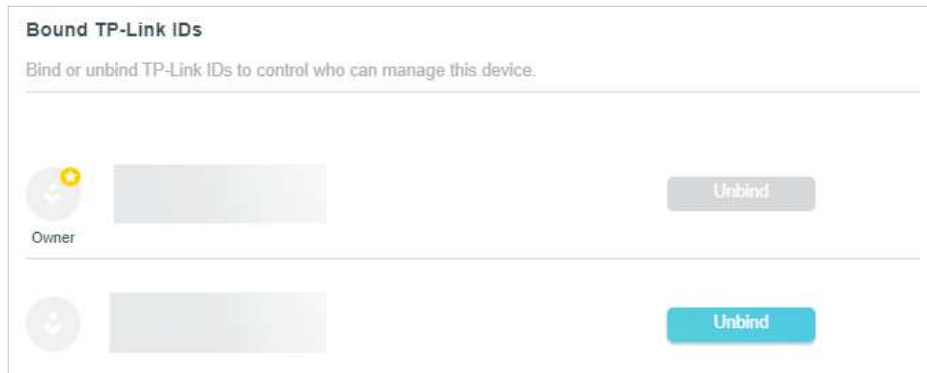 Bound TP-Link IDs
Bind or unbind TP-Link IDs to control who can manage this device.
Unbind
Owner
Unbind